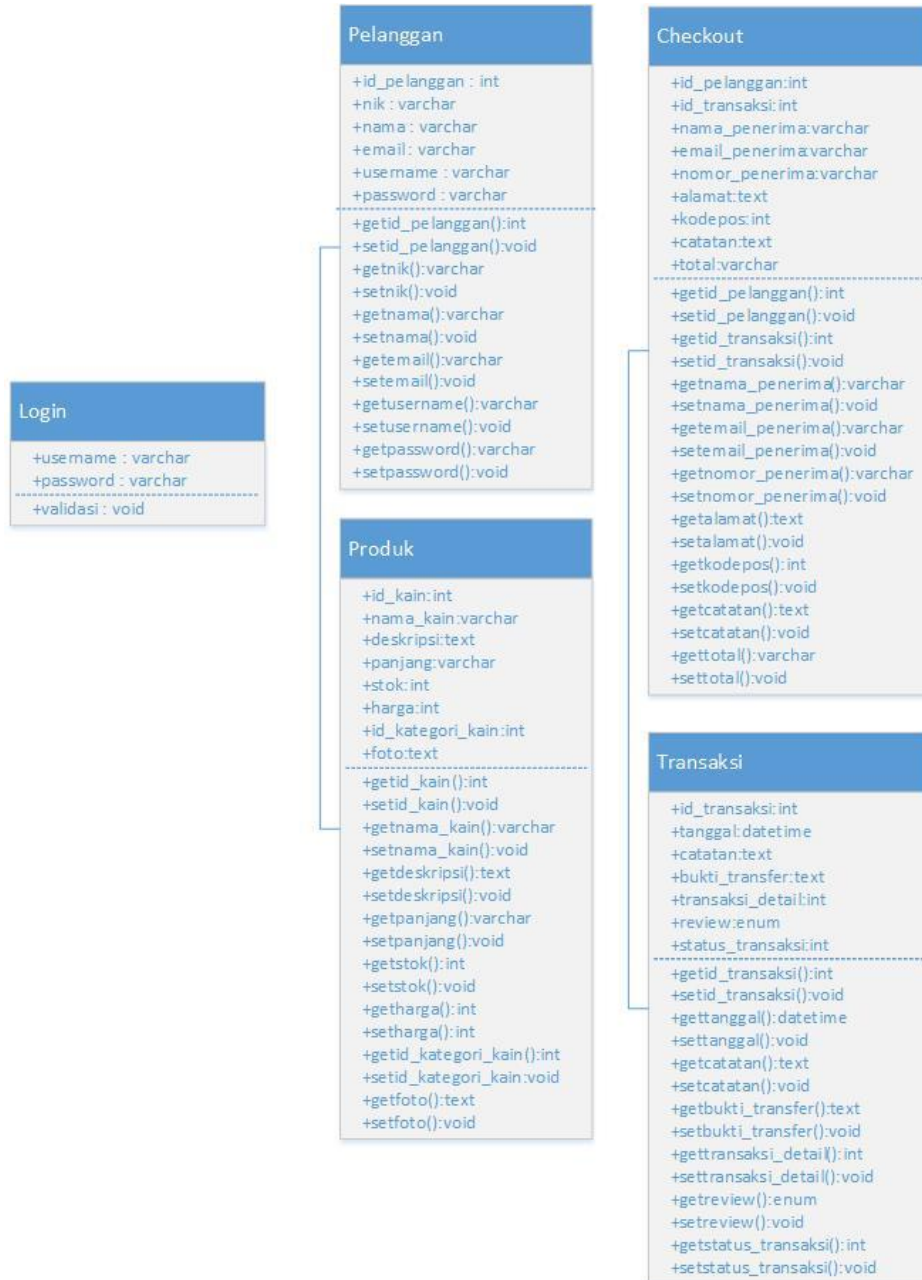 Login
+username : varchar
+password : varchar
+validasi : void
Pelanggan
+id_pelanggan : int
+nik : varchar
+nama : varchar
+email : varchar
+username : varchar
+password : varchar
+getid_pelanggan():int
+setid_pelanggan():void
+getnik():varchar
+setnik():void
+getnama():varchar
+setnama():void
+getemail():varchar
+setemail():void
+getusername():varchar
+setusername():void
+getpassword():varchar
+setpassword():void
Produk
+id_kain:int
+nama_kain:varchar
+deskripsi:text
+panjang:varchar
+stok:int
+harga:int
+id_kategori_kain:int
+foto:text
+getid_kain():int
+setid_kain():void
+getnama_kain():varchar
+setnama_kain():void
+getdeskripsi():text
+setdeskripsi():void
+getpanjang():varchar
+setpanjang():void
+getstok():int
+setstok():void
+getharga():int
+setharga():int
+getid_kategori_kain():int
+setid_kategori_kain:void
+getfoto():text
+setfoto():void
Checkout
+id_pelanggan:int
+id_transaksi:int
+nama_penerima:varchar
+email_penerima:varchar
+nomor_penerima:varchar
+alamat:text
+kodepos:int
+catatan:text
+total:varchar
+getid_pelanggan():int
+setid_pelanggan():void
+getid_transaksi():int
+setid_transaksi():void
+getnama_penerima():varchar
+setnama_penerima():void
+getemail_penerima():varchar
+setemail_penerima():void
+getnomor_penerima():varchar
+setnomor_penerima():void
+getalamat():text
+setalamat():void
+getkodepos():int
+setkodepos():void
+getcatatan():text
+setcatatan():void
+gettotal():varchar
+settotal():void
Transaksi
+id_transaksi:int
+tanggal:datetime
+catatan:text
+bukti_transfer:text
+transaksi_detail:int
+review:enum
+status_transaksi:int
+getid_transaksi():int
+setid_transaksi():void
+gettanggal():datetime
+settanggal():void
+getcatatan():text
+setcatatan():void
+getbukti_transfer():text
+setbukti_transfer():void
+gettransaksi_detail():int
+settransaksi_detail():void
+getreview():enum
+setreview():void
+getstatus_transaksi():int
+setstatus_transaksi():void